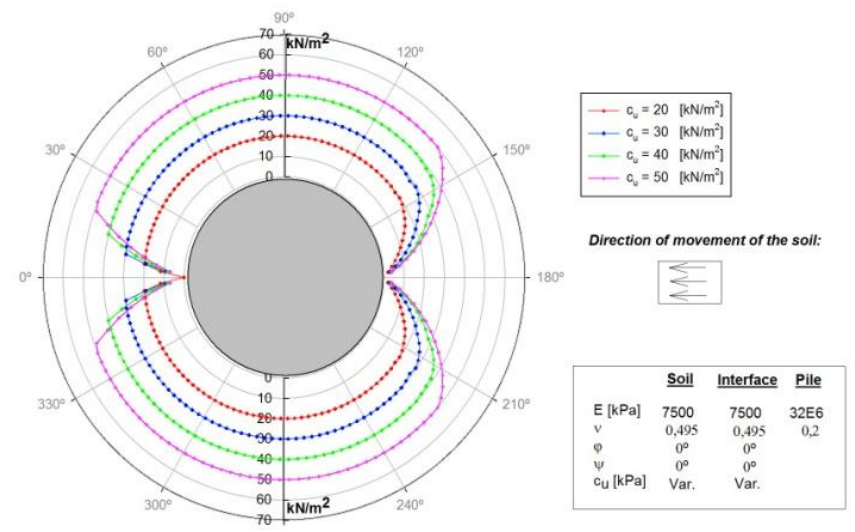 90º
70 kN/m²
60º 60 120º
50
40
30
30º 20 150º
10
0
0º 180º
0
10
330º 20 210º
30
40
50
300º 60 kN/m² 240º
70
cᵤ = 20 [kN/m²]
cᵤ = 30 [kN/m²]
cᵤ = 40 [kN/m²]
cᵤ = 50 [kN/m²]
Direction of movement of the soil:
Soil Interface Pile
E [kPa] 7500 7500 32E6
ν 0,495 0,495 0,2
φ 0º 0º
ψ 0º 0º
cᵤ [kPa] Var. Var.